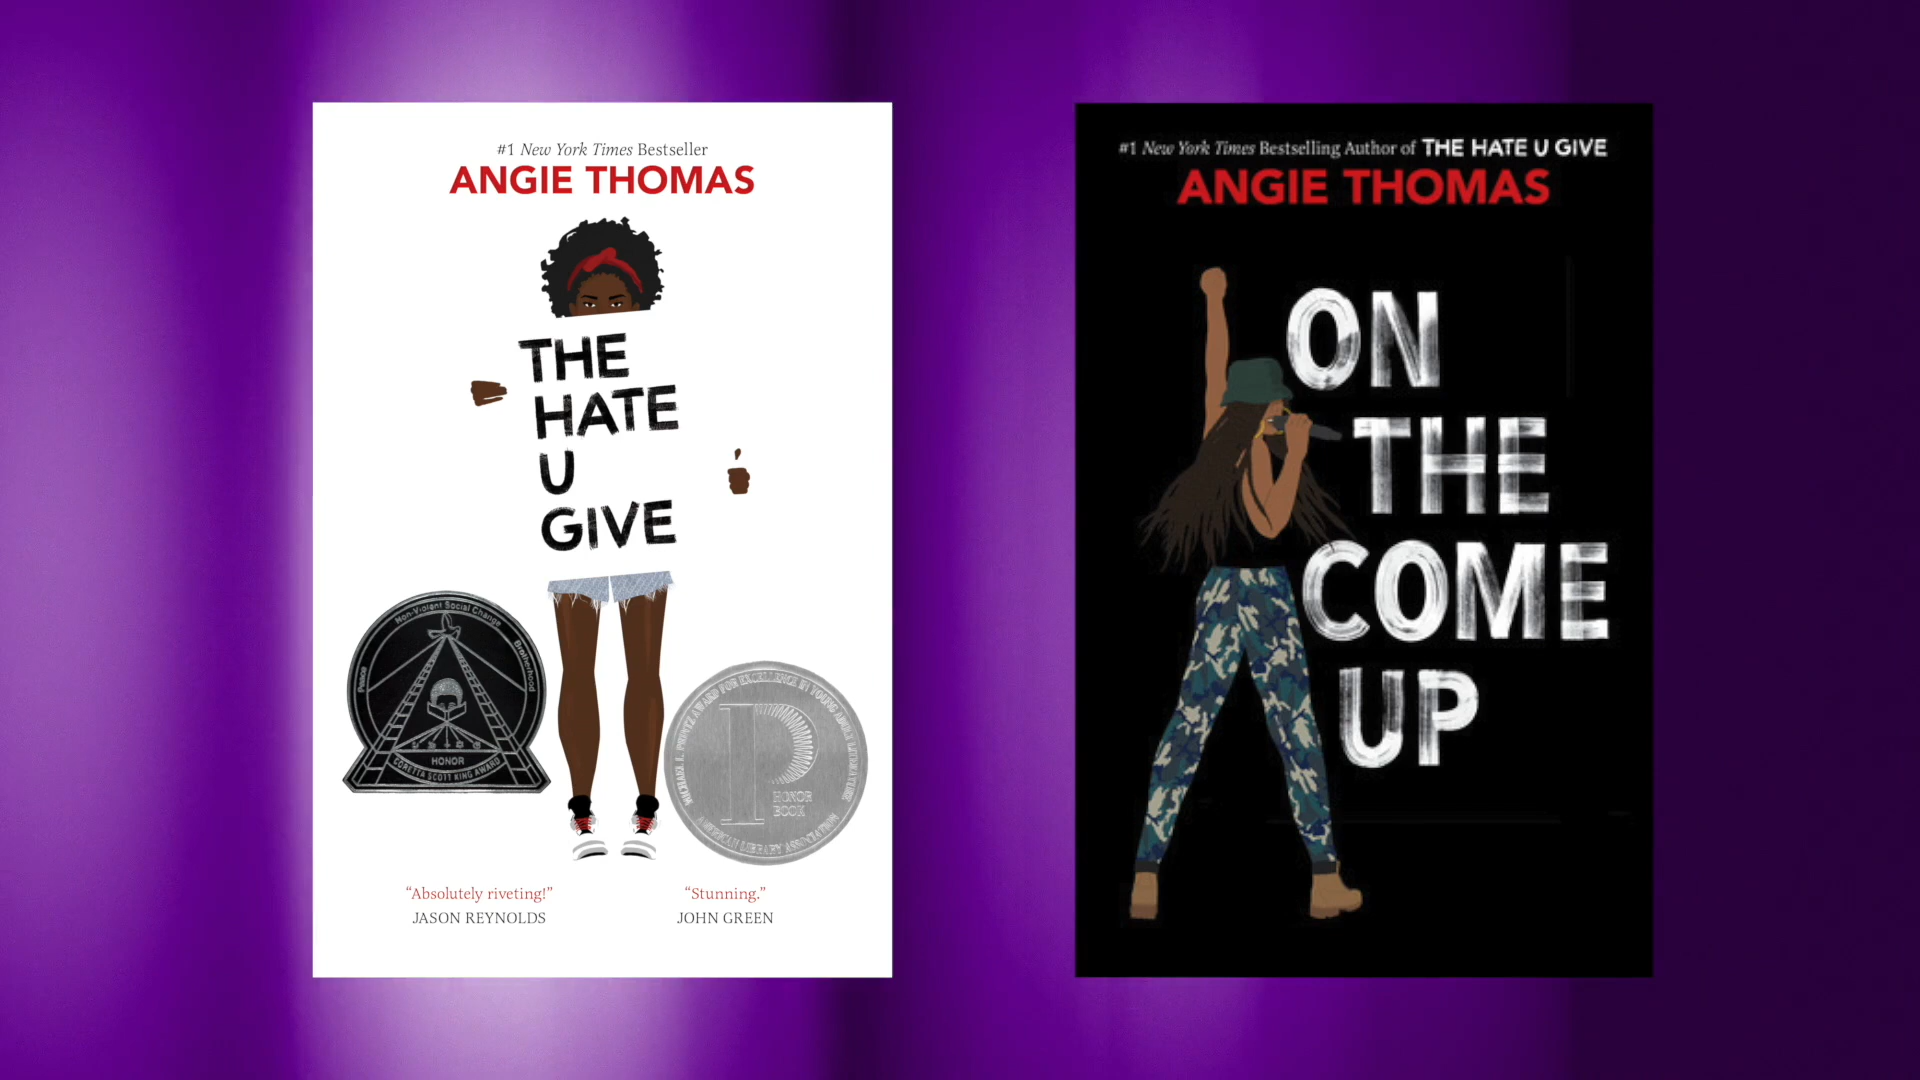 #1 New York Times Bestseller
ANGIE THOMAS
THE
HATE
U
GIVE
Non-Violent Social Change
Peace
Brotherhood
HONOR
CORETTA SCOTT KING AWARD
MICHAEL L. PRINTZ AWARD FOR EXCELLENCE IN YOUNG ADULT LITERATURE
P
HONOR
BOOK
AMERICAN LIBRARY ASSOCIATION
“Absolutely riveting!”
JASON REYNOLDS
“Stunning.”
JOHN GREEN
#1 New York Times Bestselling Author of THE HATE U GIVE
ANGIE THOMAS
ON
THE
COME
UP